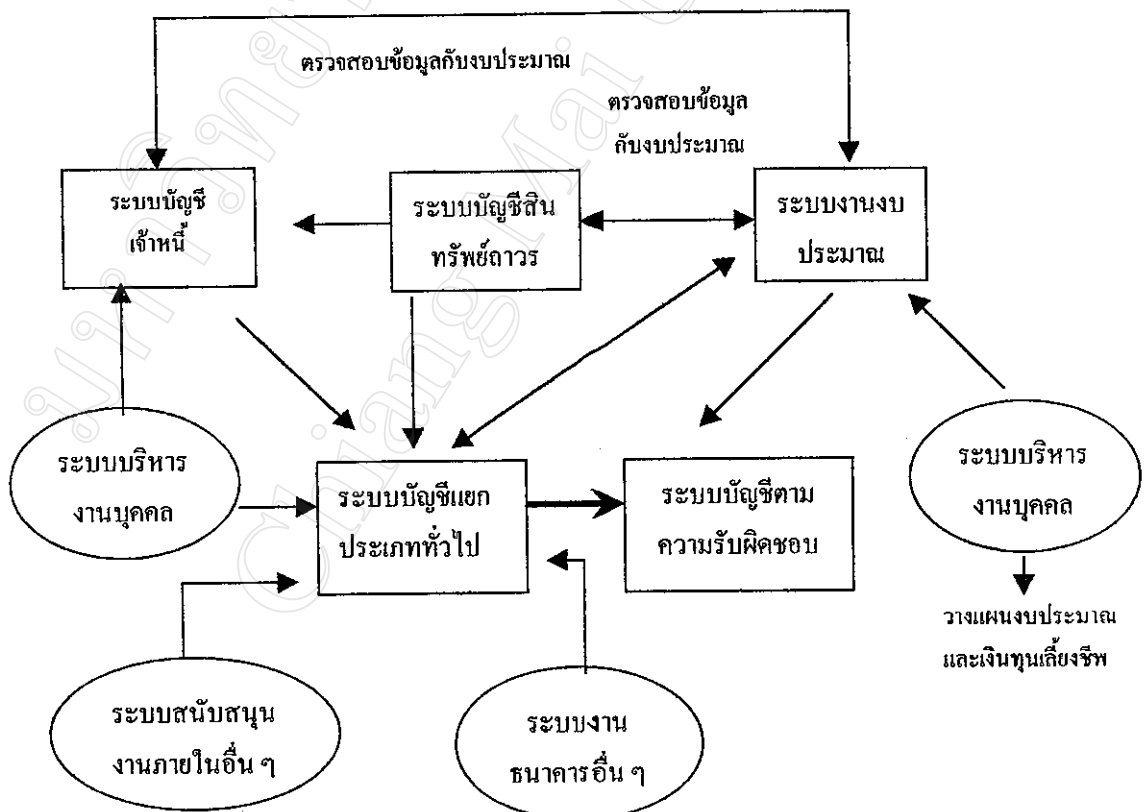 ตรวจสอบข้อมูลกับงบประมาณ
ตรวจสอบข้อมูล
กับงบประมาณ
ระบบบัญชี
เจ้าหนี้
ระบบบัญชีสิน
ทรัพย์ถาวร
ระบบงานงบ
ประมาณ
ระบบบริหาร
งานบุคคล
ระบบบัญชีแยก
ประเภททั่วไป
ระบบบัญชีตาม
ความรับผิดชอบ
ระบบบริหาร
งานบุคคล
วางแผนงบประมาณ
และเงินทุนเลี้ยงชีพ
ระบบสนับสนุน
งานภายในอื่น ๆ
ระบบงาน
ธนาคารอื่น ๆ
Chiang Mai